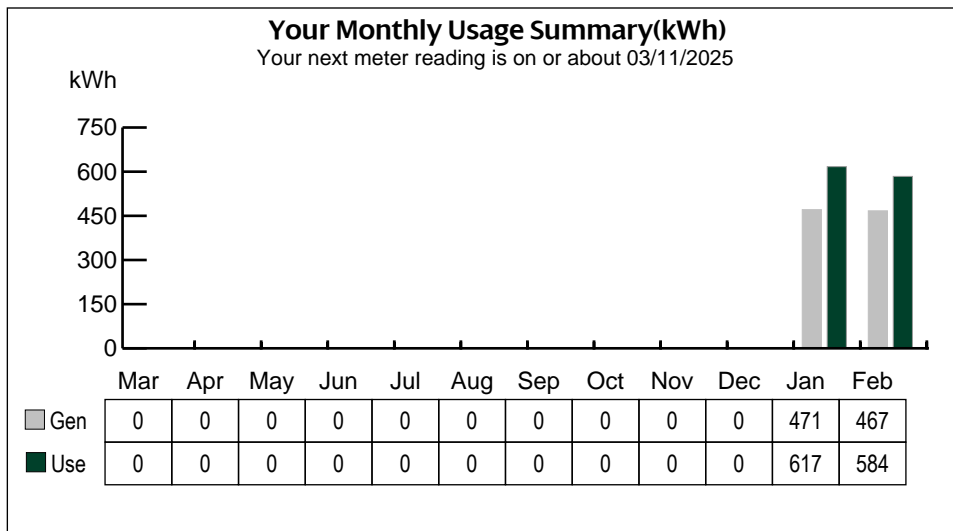 Your Monthly Usage Summary(kWh)
Your next meter reading is on or about 03/11/2025
kWh
750
600
450
300
150
0
Mar Apr May Jun Jul Aug Sep Oct Nov Dec Jan Feb
Gen 0 0 0 0 0 0 0 0 0 0 471 467
Use 0 0 0 0 0 0 0 0 0 0 617 584